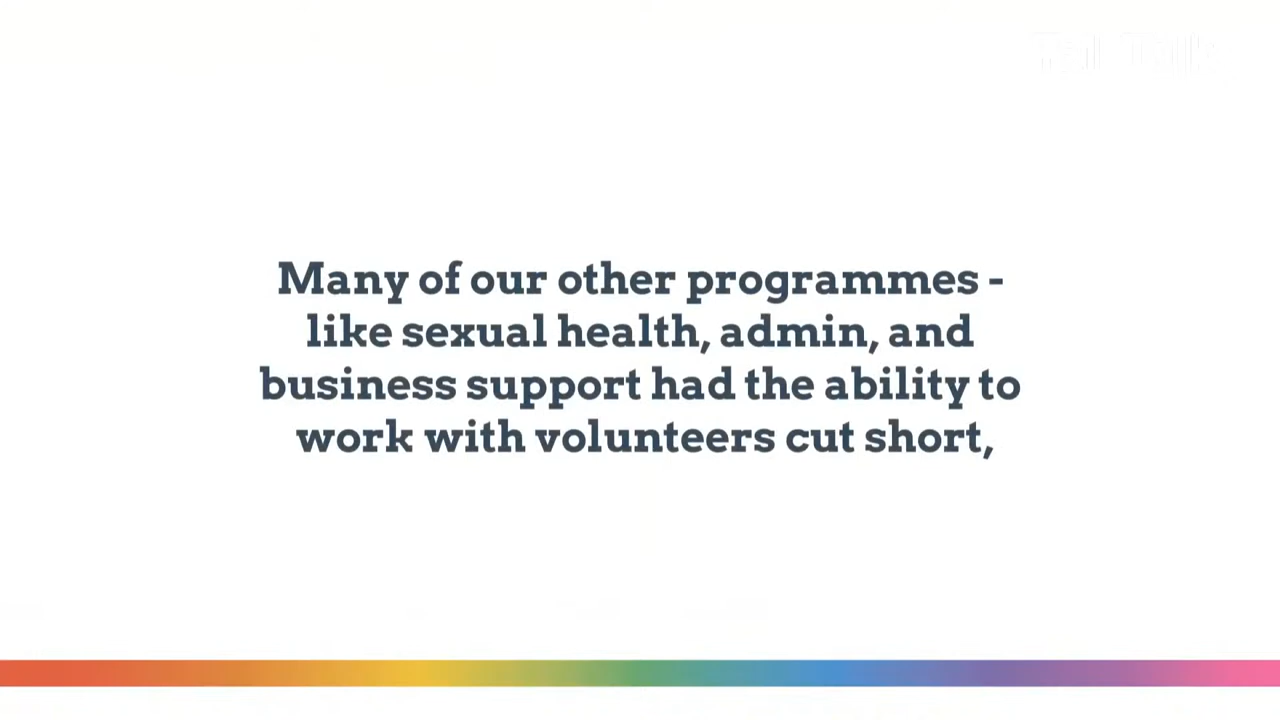 Many of our other programmes -
like sexual health, admin, and
business support had the ability to
work with volunteers cut short,